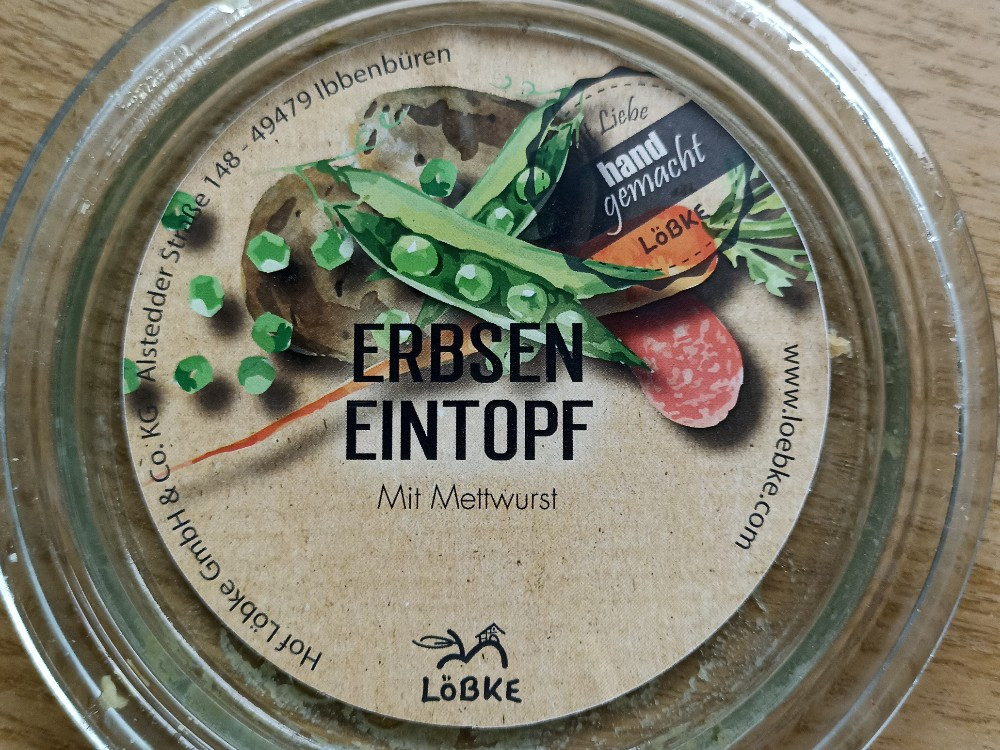 Hof Löbke GmbH & Co. KG Alstedder Straße 148 - 49479 Ibbenbüren
Liebe
hand
gemacht
LöBKE
ERBSEN
EINTOPF
Mit Mettwurst
www.loebke.com
LöBKE